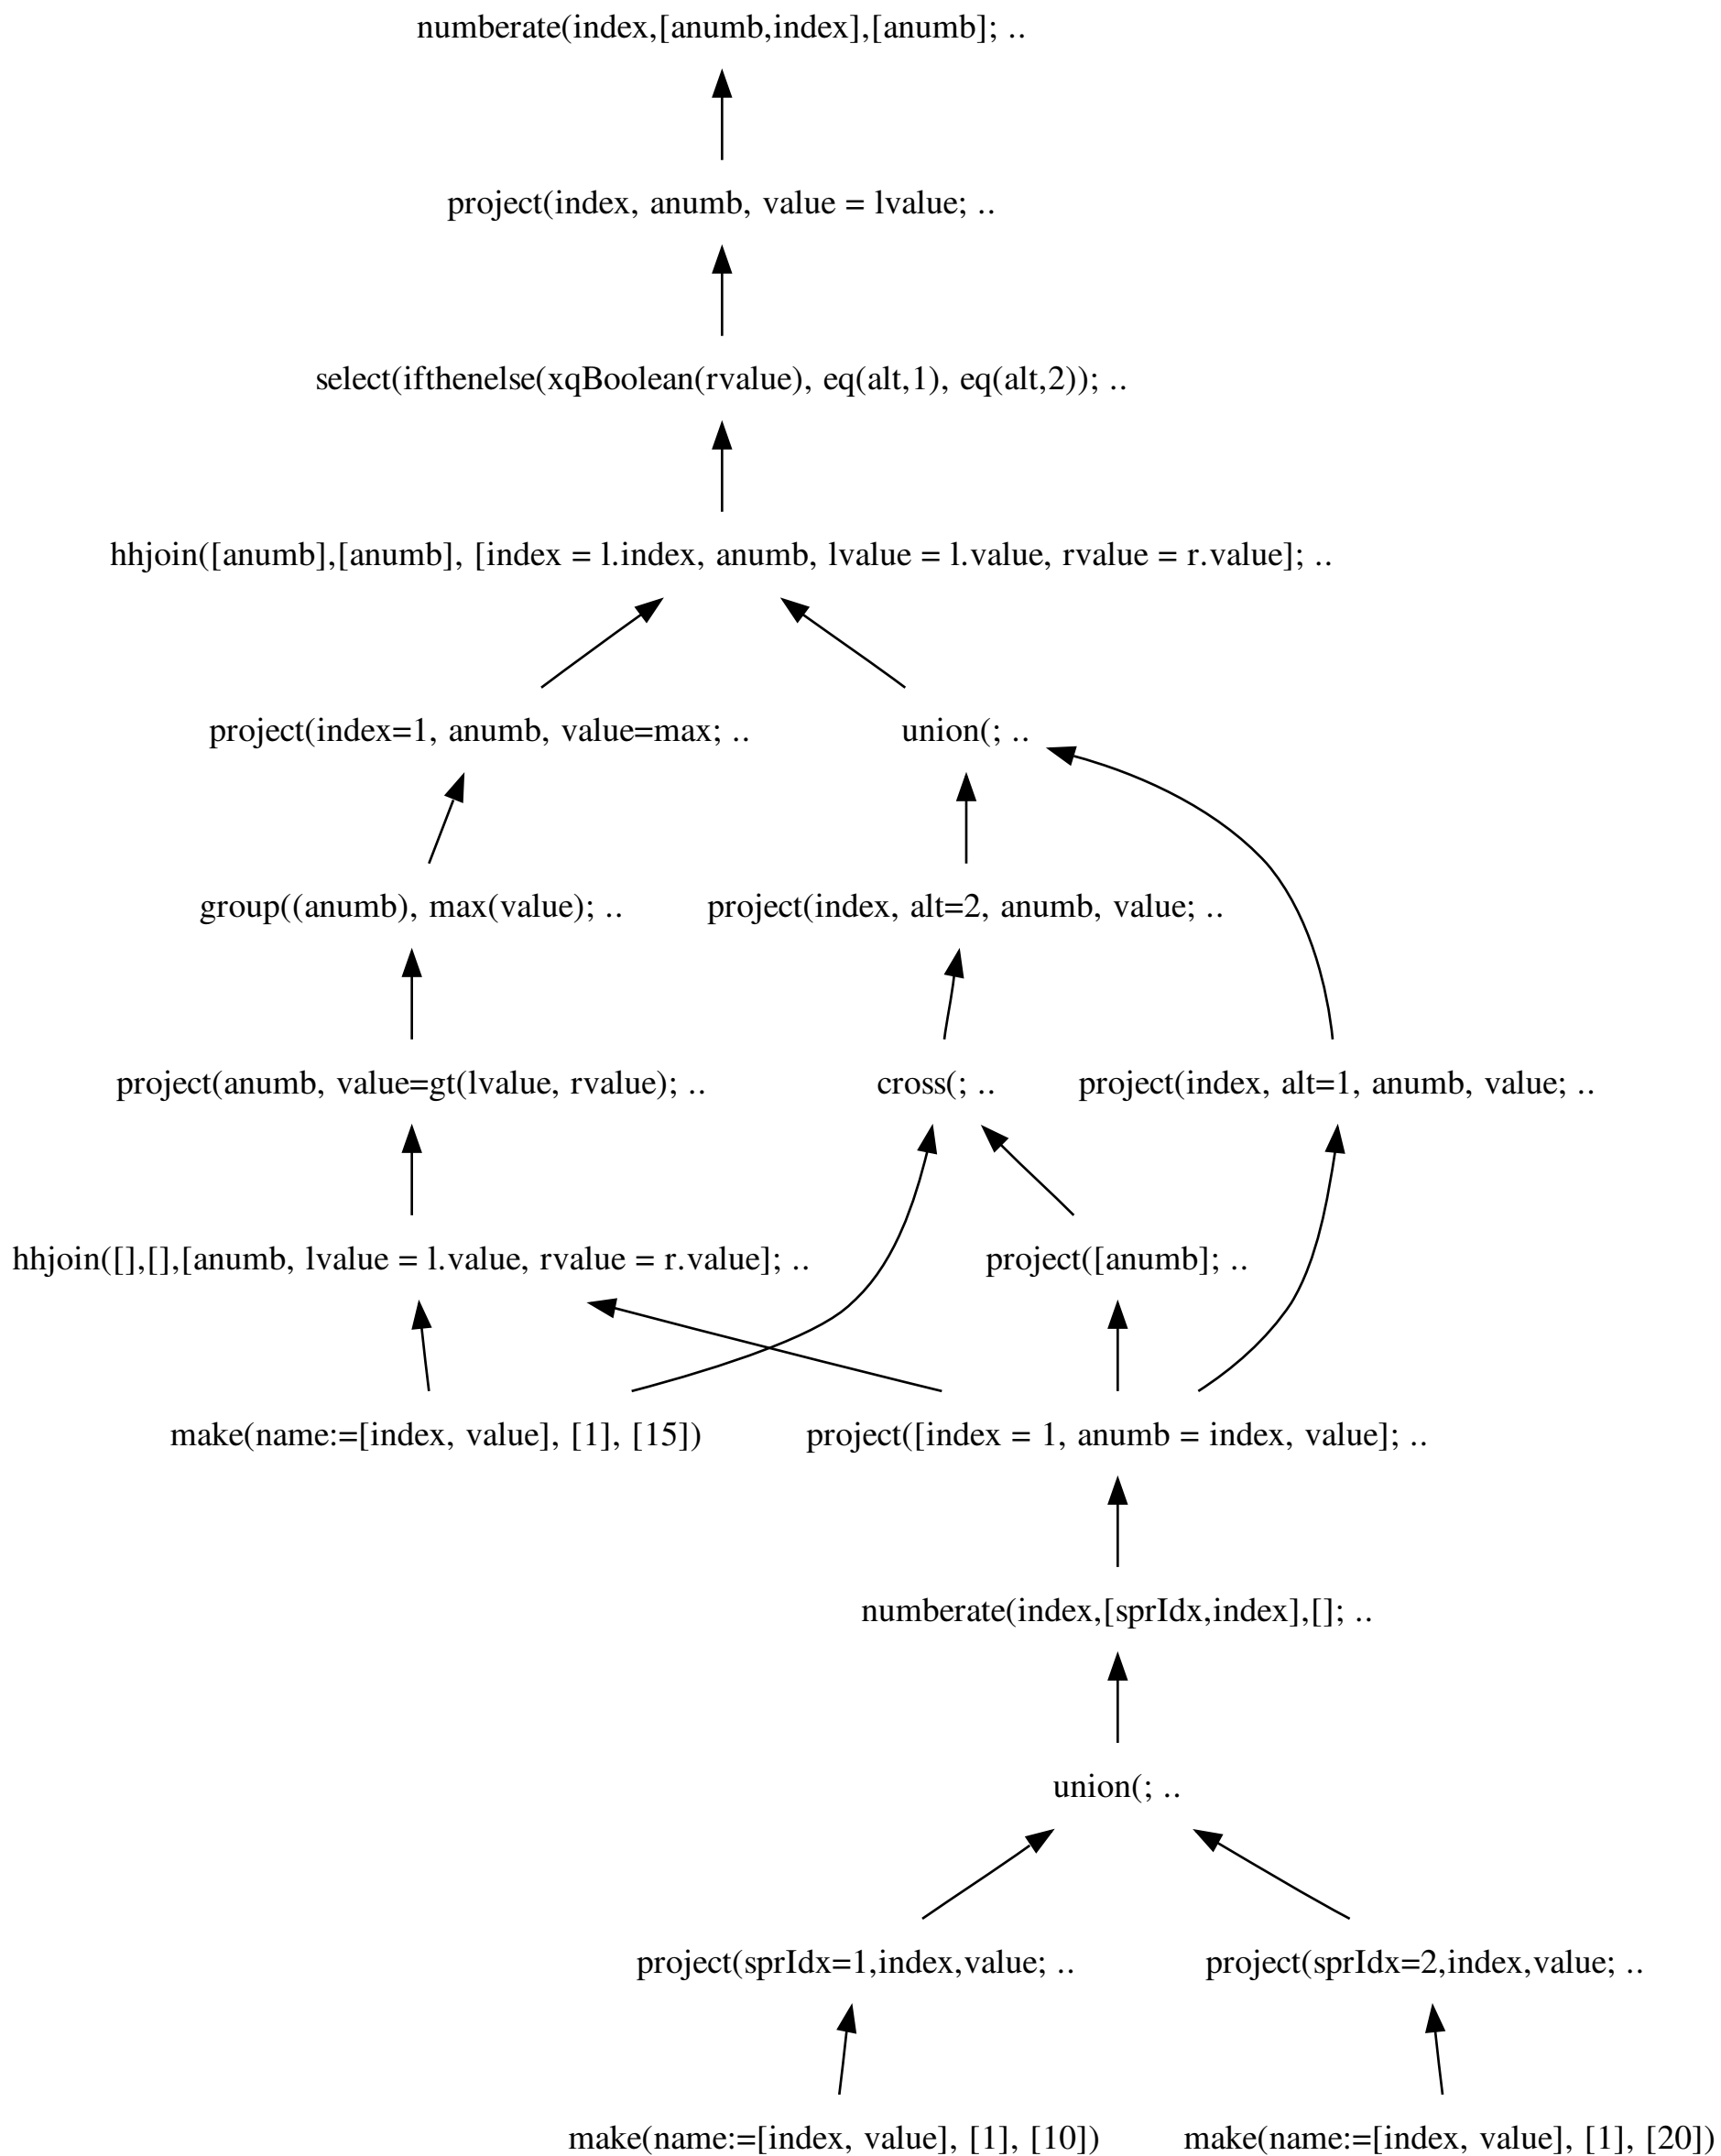 numberate(index,[anumb,index],[anumb]; ..
project(index, anumb, value = lvalue; ..
select(ifthenelse(xqBoolean(rvalue), eq(alt,1), eq(alt,2)); ..
hhjoin([anumb],[anumb], [index = l.index, anumb, lvalue = l.value, rvalue = r.value]; ..
project(index=1, anumb, value=max; ..
union(; ..
group((anumb), max(value); ..
project(index, alt=2, anumb, value; ..
project(anumb, value=gt(lvalue, rvalue); ..
cross(; ..
project(index, alt=1, anumb, value; ..
hhjoin([],[],[anumb, lvalue = l.value, rvalue = r.value]; ..
project([anumb]; ..
make(name:=[index, value], [1], [15])
project([index = 1, anumb = index, value]; ..
numberate(index,[sprIdx,index],[]; ..
union(; ..
project(sprIdx=1,index,value; ..
project(sprIdx=2,index,value; ..
make(name:=[index, value], [1], [10])
make(name:=[index, value], [1], [20])